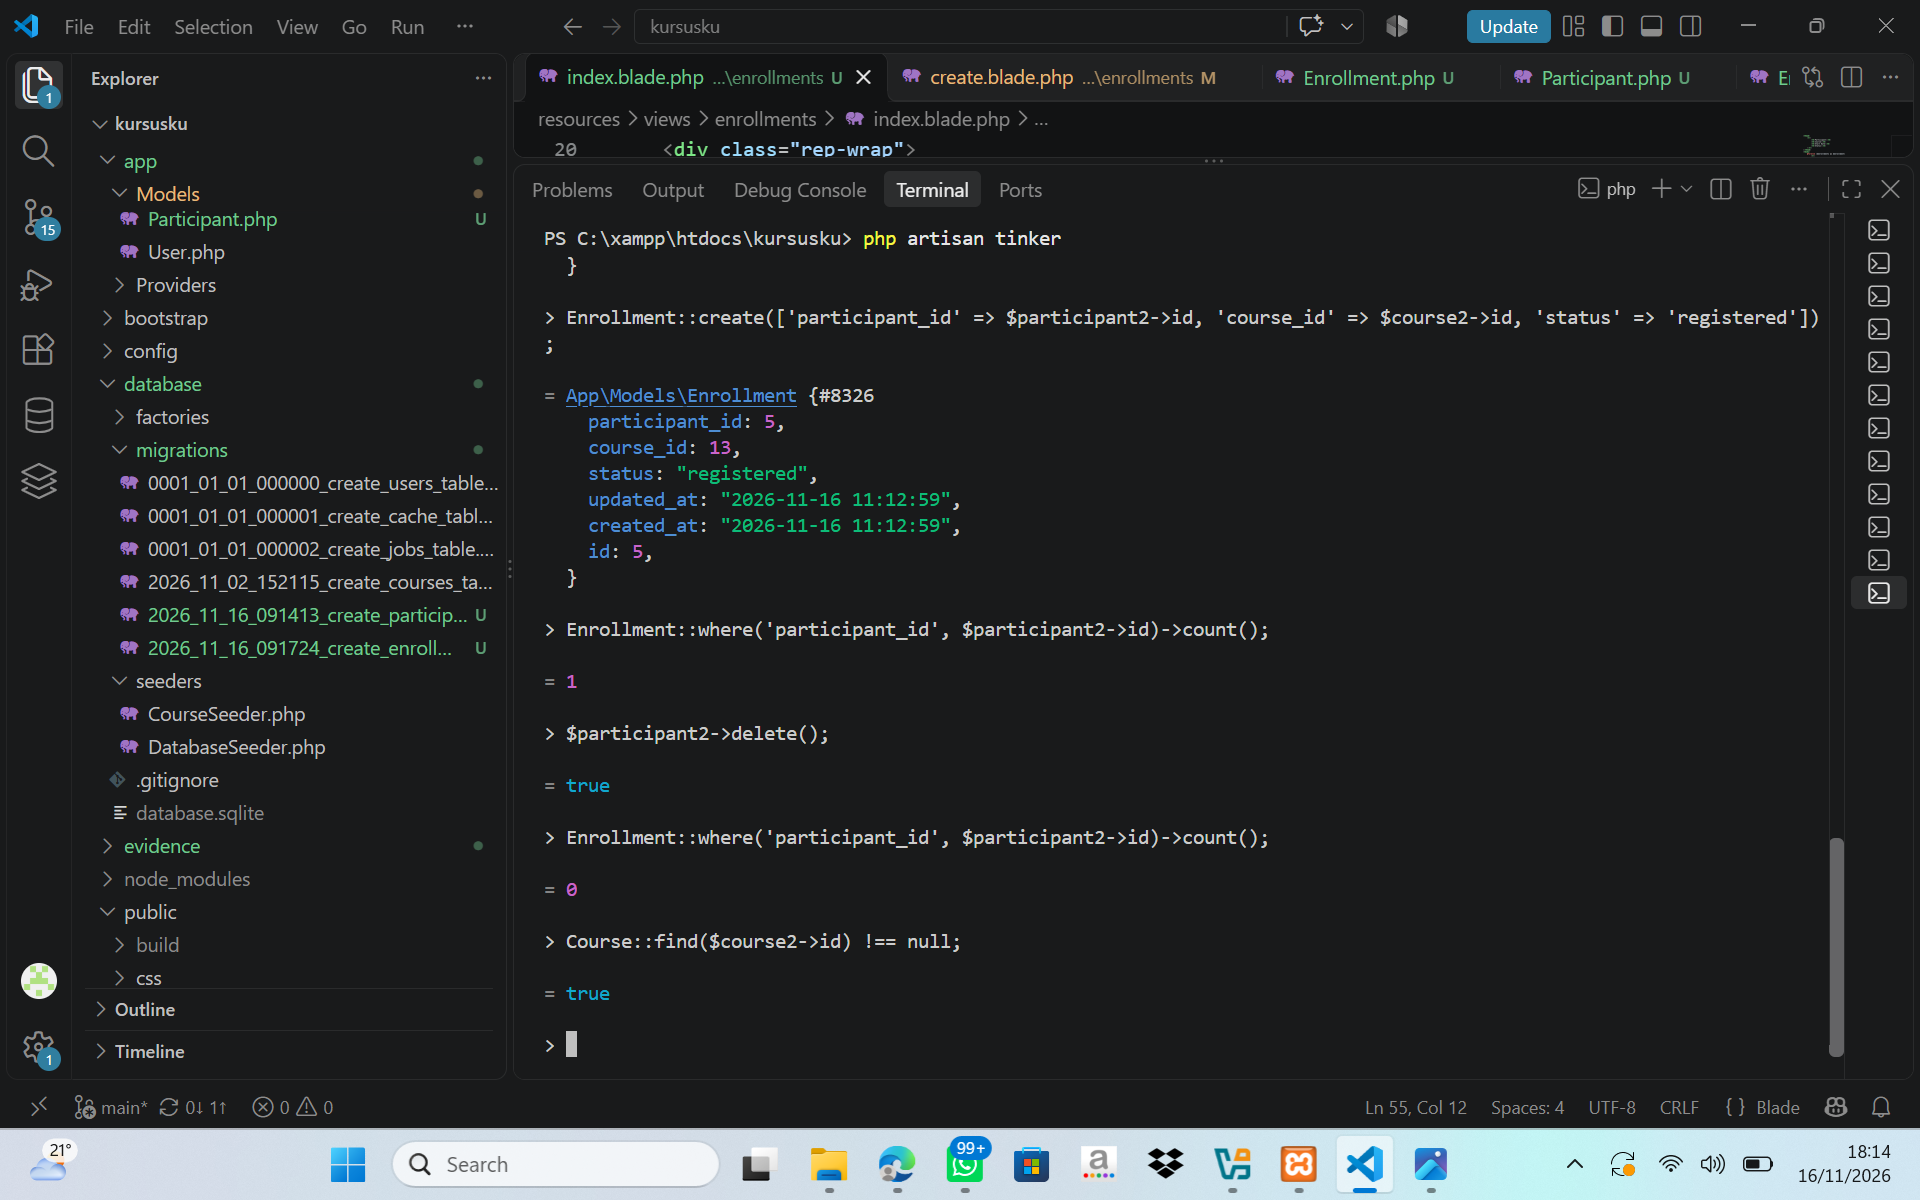 File Edit Selection View Go Run ...
kursusku
Update
Explorer
kursusku
app
Models
Participant.php U
User.php
Providers
bootstrap
config
database
factories
migrations
0001_01_01_000000_create_users_table...
0001_01_01_000001_create_cache_tabl...
0001_01_01_000002_create_jobs_table....
2026_11_02_152115_create_courses_ta...
2026_11_16_091413_create_particip... U
2026_11_16_091724_create_enroll... U
seeders
CourseSeeder.php
DatabaseSeeder.php
.gitignore
database.sqlite
evidence
node_modules
public
build
css
Outline
Timeline
1
15
1
index.blade.php ...\enrollments U
create.blade.php ...\enrollments M
Enrollment.php U
Participant.php U
resources > views > enrollments > index.blade.php > ...
20 <div class="rep-wrap">
Problems Output Debug Console Terminal Ports
php
PS C:\xampp\htdocs\kursusku> php artisan tinker
}
> Enrollment::create(['participant_id' => $participant2->id, 'course_id' => $course2->id, 'status' => 'registered'])
;
= App\Models\Enrollment {#8326
participant_id: 5,
course_id: 13,
status: "registered",
updated_at: "2026-11-16 11:12:59",
created_at: "2026-11-16 11:12:59",
id: 5,
}
> Enrollment::where('participant_id', $participant2->id)->count();
= 1
> $participant2->delete();
= true
> Enrollment::where('participant_id', $participant2->id)->count();
= 0
> Course::find($course2->id) !== null;
= true
>
main* 0↓ 1↑ 0 0
Ln 55, Col 12 Spaces: 4 UTF-8 CRLF { } Blade
21°
Search
99+
18:14
16/11/2026